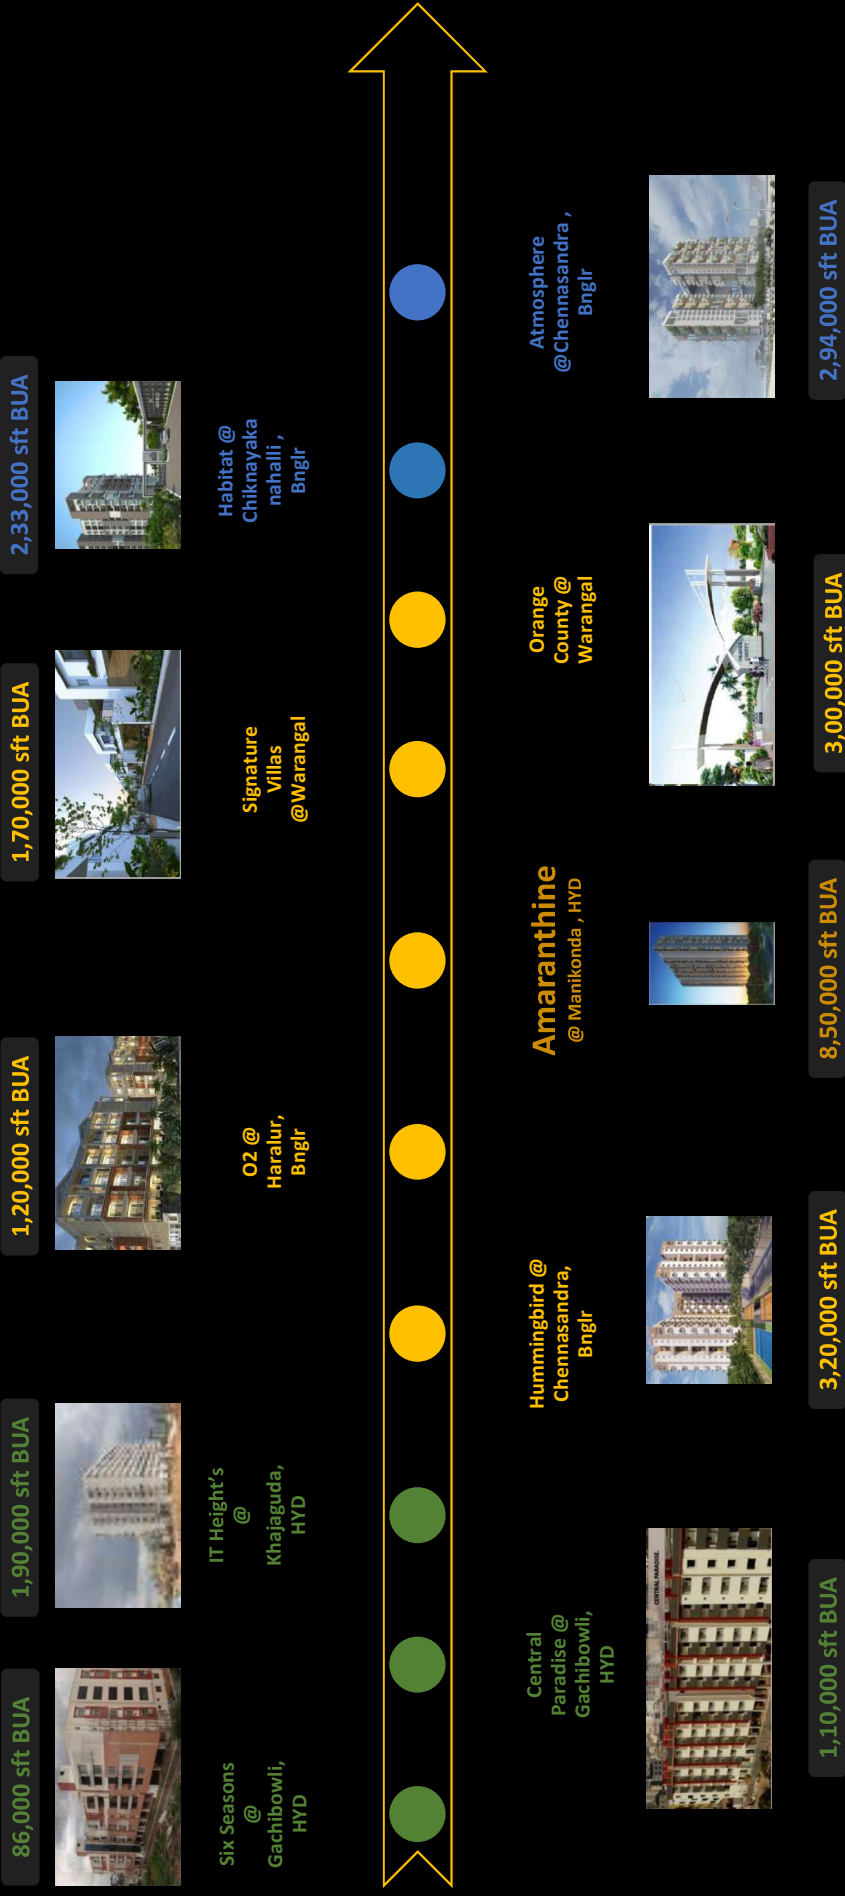 86,000 sft BUA
Six Seasons
@
Gachibowli,
HYD
Central
Paradise @
Gachibowli,
HYD
CENTRAL PARADISE.
1,10,000 sft BUA
1,90,000 sft BUA
IT Height’s
@
Khajaguda,
HYD
Hummingbird @
Chennasandra,
Bnglr
3,20,000 sft BUA
1,20,000 sft BUA
O2 @
Haralur,
Bnglr
Amaranthine
@ Manikonda , HYD
8,50,000 sft BUA
1,70,000 sft BUA
Signature
Villas
@Warangal
Orange
County @
Warangal
3,00,000 sft BUA
2,33,000 sft BUA
Habitat @
Chiknayaka
nahalli ,
Bnglr
Atmosphere
@Chennasandra ,
Bnglr
2,94,000 sft BUA